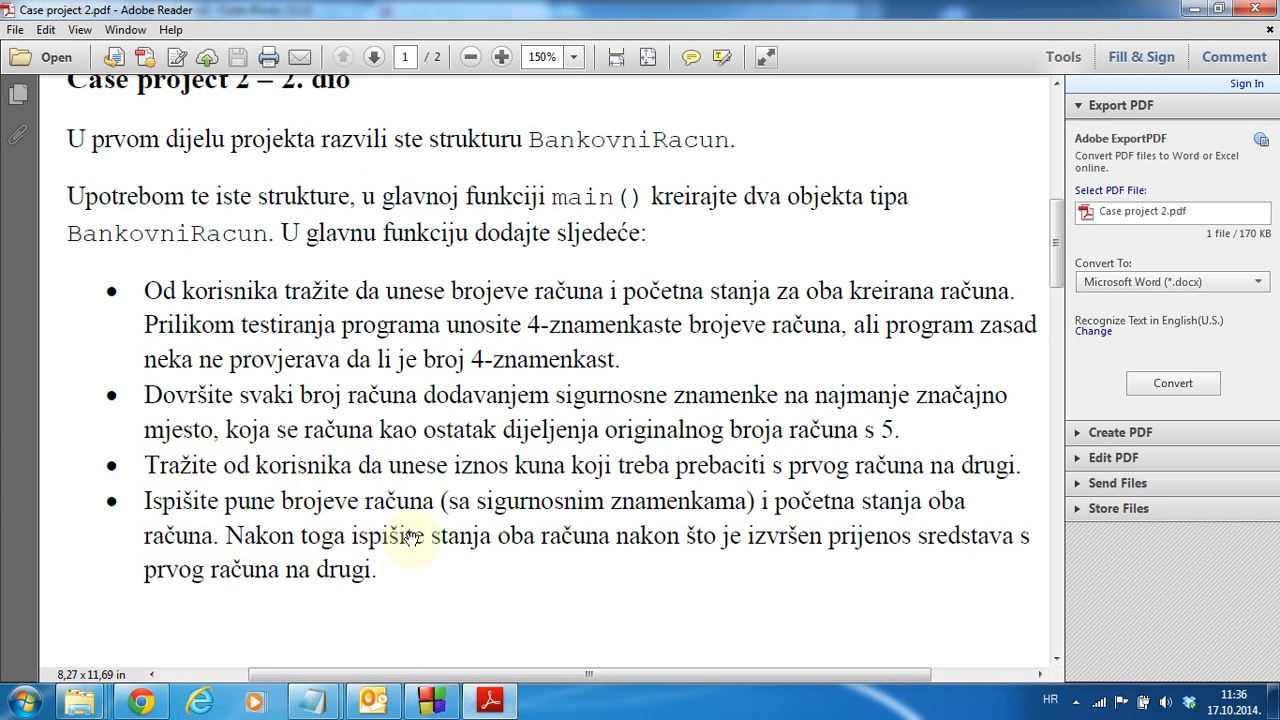 Case project 2.pdf - Adobe Reader
File Edit View Window Help
Open 1 / 2 150% Tools Fill & Sign Comment
Sign In
Case project 2 – 2. dio
U prvom dijelu projekta razvili ste strukturu BankovniRacun.
Upotrebom te iste strukture, u glavnoj funkciji main() kreirajte dva objekta tipa
BankovniRacun. U glavnu funkciju dodajte sljedeće:
• Od korisnika tražite da unese brojeve računa i početna stanja za oba kreirana računa.
Prilikom testiranja programa unosite 4-znamenkaste brojeve računa, ali program zasad
neka ne provjerava da li je broj 4-znamenkast.
• Dovršite svaki broj računa dodavanjem sigurnosne znamenke na najmanje značajno
mjesto, koja se računa kao ostatak dijeljenja originalnog broja računa s 5.
• Tražite od korisnika da unese iznos kuna koji treba prebaciti s prvog računa na drugi.
• Ispišite pune brojeve računa (sa sigurnosnim znamenkama) i početna stanja oba
računa. Nakon toga ispišite stanja oba računa nakon što je izvršen prijenos sredstava s
prvog računa na drugi.
8,27 x 11,69 in
Export PDF
Adobe ExportPDF
Convert PDF files to Word or Excel
online.
Select PDF File:
Case project 2.pdf
1 file / 170 KB
Convert To:
Microsoft Word (*.docx)
Recognize Text in English(U.S.)
Change
Convert
Create PDF
Edit PDF
Send Files
Store Files
HR
11:36
17.10.2014.